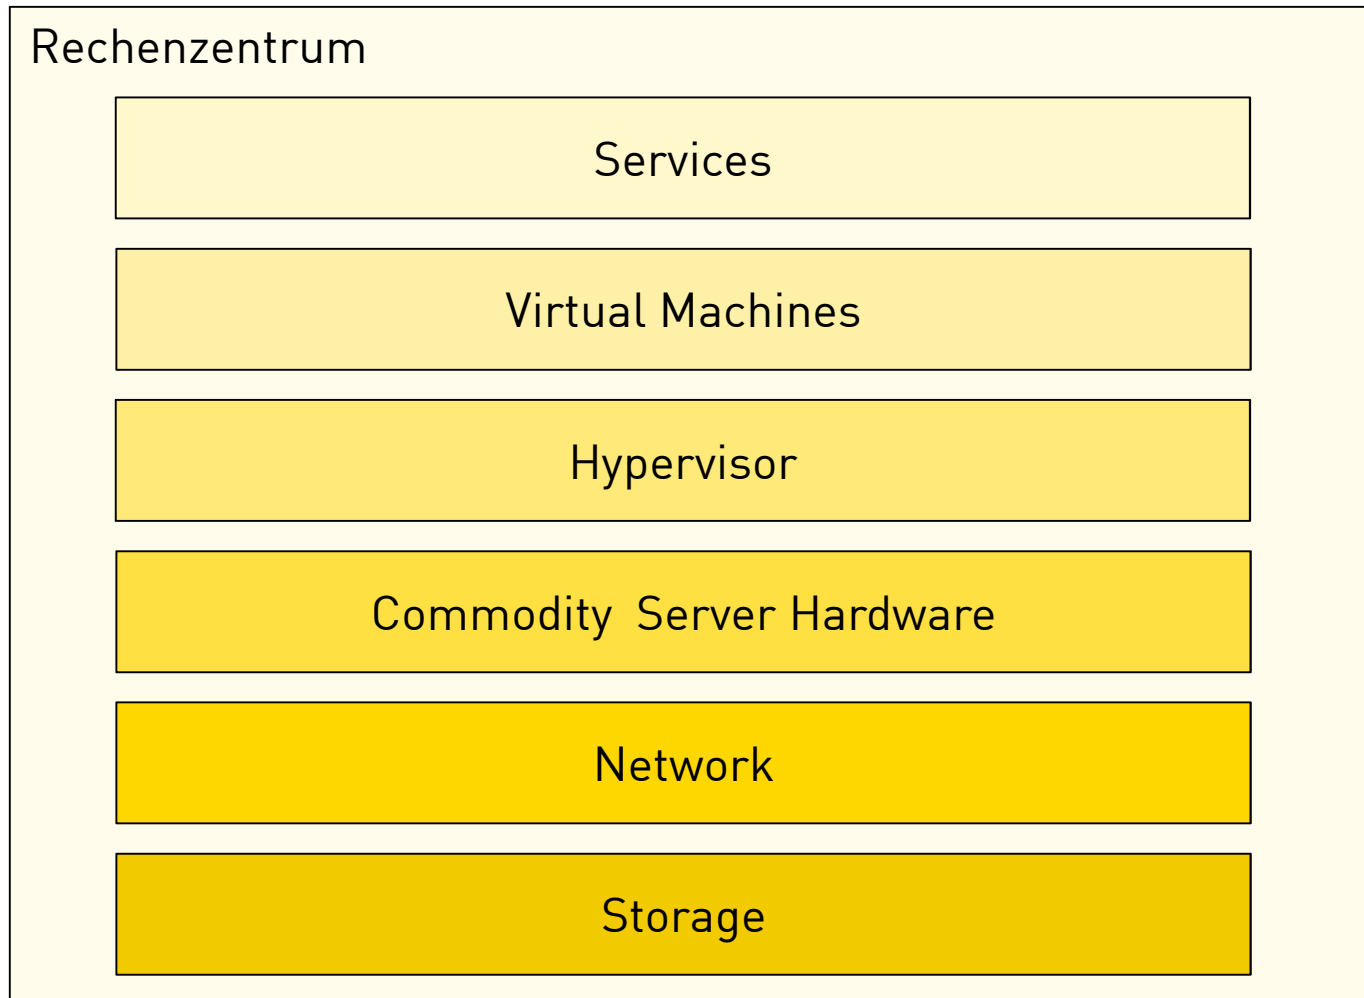 Rechenzentrum
Services
Virtual Machines
Hypervisor
Commodity  Server Hardware
Network
Storage